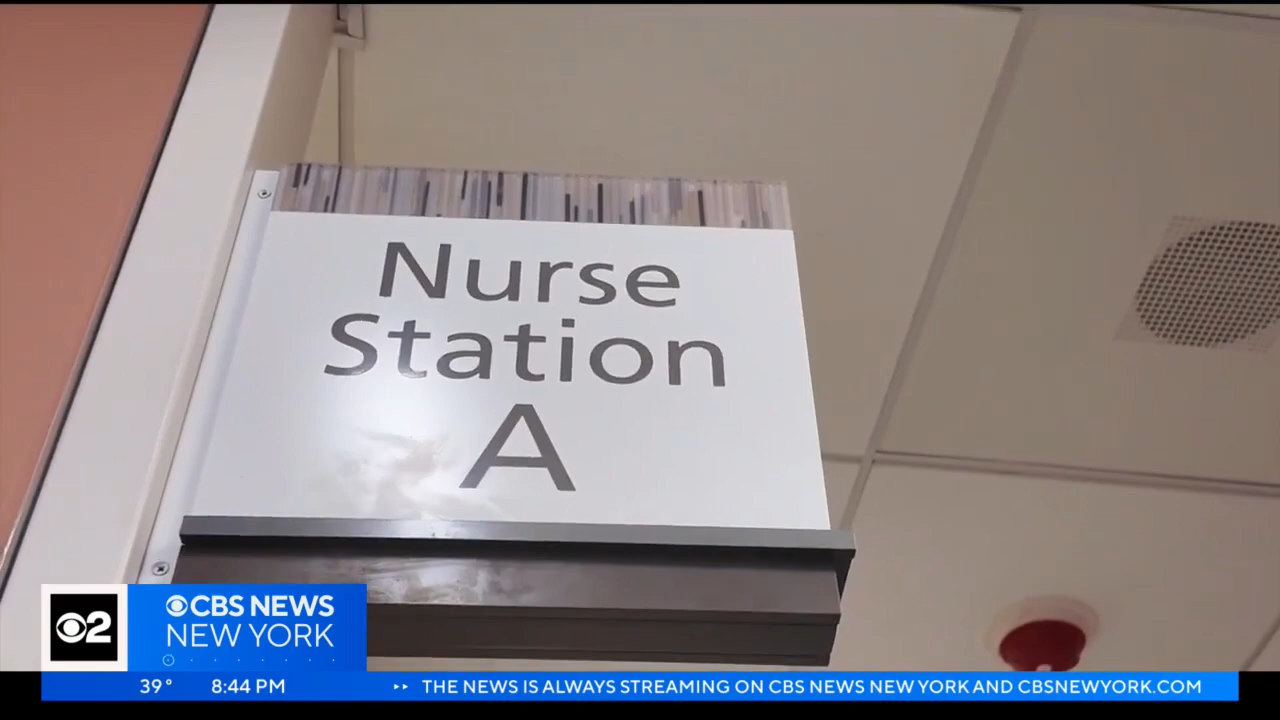 Nurse
Station
A
2
CBS NEWS
NEW YORK
39° 8:44 PM THE NEWS IS ALWAYS STREAMING ON CBS NEWS NEW YORK AND CBSNEWYORK.COM